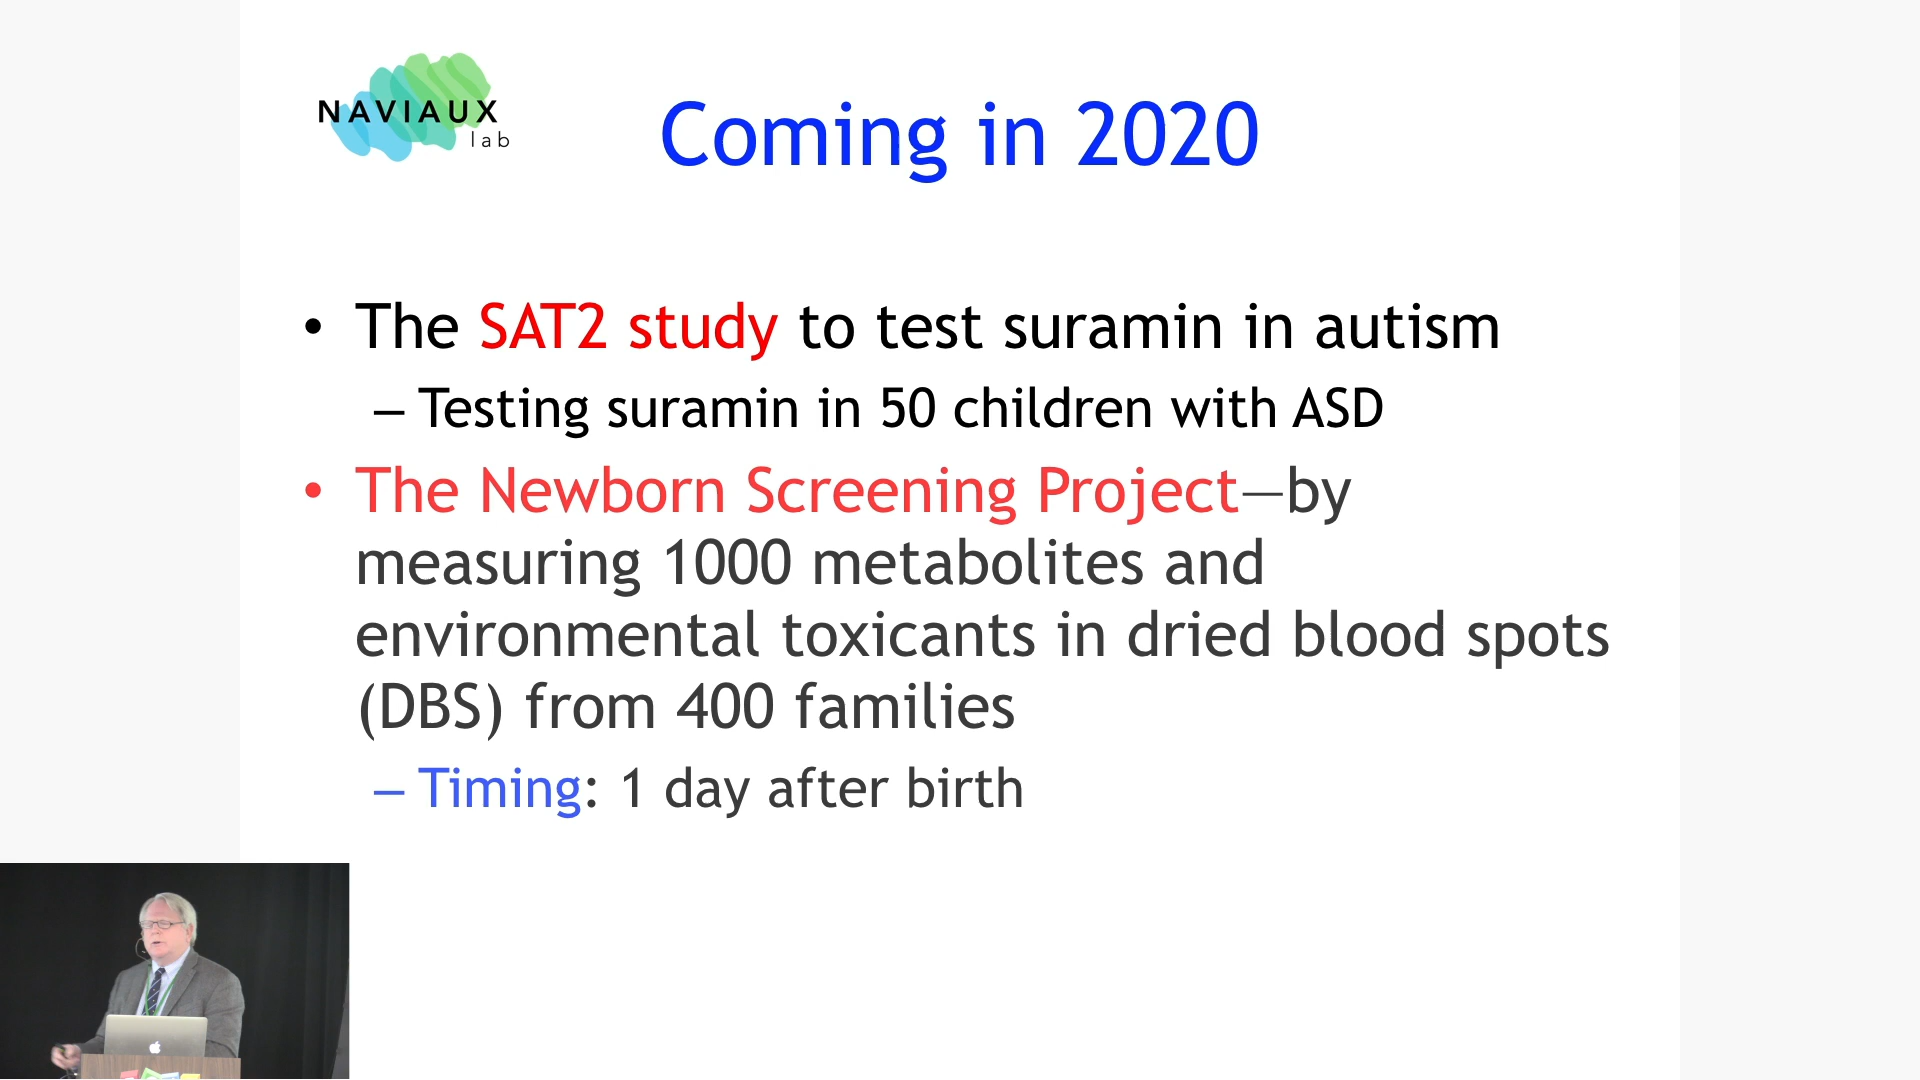 NAVIAUX
lab
Coming in 2020
• The SAT2 study to test suramin in autism
– Testing suramin in 50 children with ASD
• The Newborn Screening Project—by
measuring 1000 metabolites and
environmental toxicants in dried blood spots
(DBS) from 400 families
– Timing: 1 day after birth